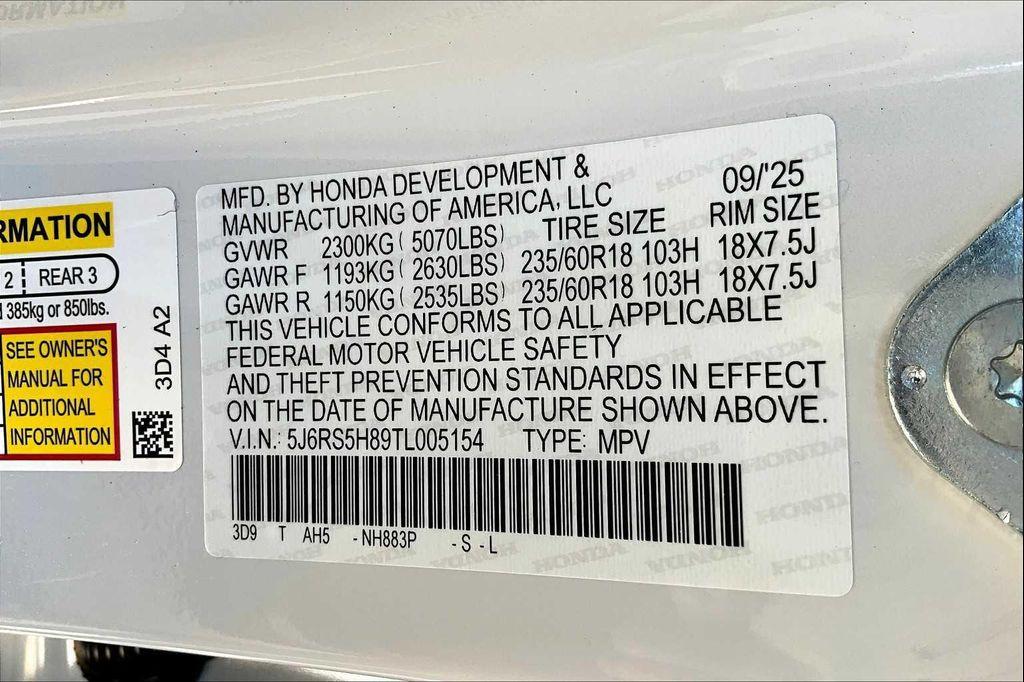 RMATION
2 REAR 3
385kg or 850lbs.
SEE OWNER'S
MANUAL FOR
ADDITIONAL
INFORMATION
3D4 A2
MFD. BY HONDA DEVELOPMENT &
MANUFACTURING OF AMERICA, LLC 09/'25
GVWR 2300KG ( 5070LBS) TIRE SIZE RIM SIZE
GAWR F 1193KG ( 2630LBS) 235/60R18 103H 18X7.5J
GAWR R 1150KG ( 2535LBS) 235/60R18 103H 18X7.5J
THIS VEHICLE CONFORMS TO ALL APPLICABLE
FEDERAL MOTOR VEHICLE SAFETY
AND THEFT PREVENTION STANDARDS IN EFFECT
ON THE DATE OF MANUFACTURE SHOWN ABOVE.
V.I.N.: 5J6RS5H89TL005154 TYPE: MPV
3D9 T AH5 -NH883P -S -L